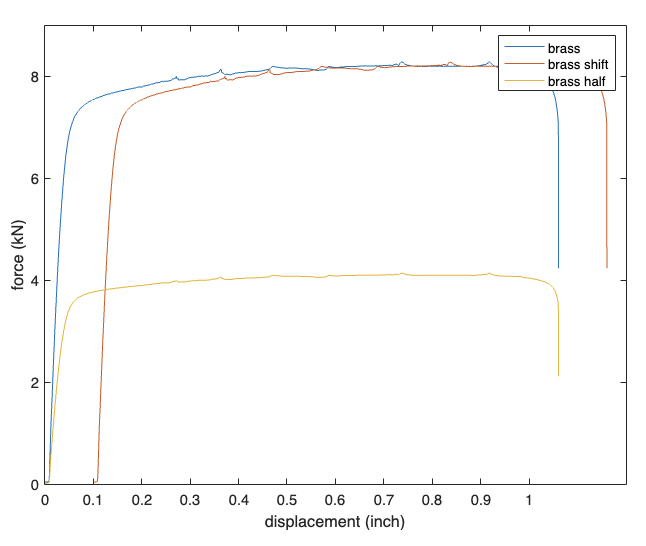 brass
brass shift
brass half
8
6
4
2
0
0 0.1 0.2 0.3 0.4 0.5 0.6 0.7 0.8 0.9 1
force (kN)
displacement (inch)